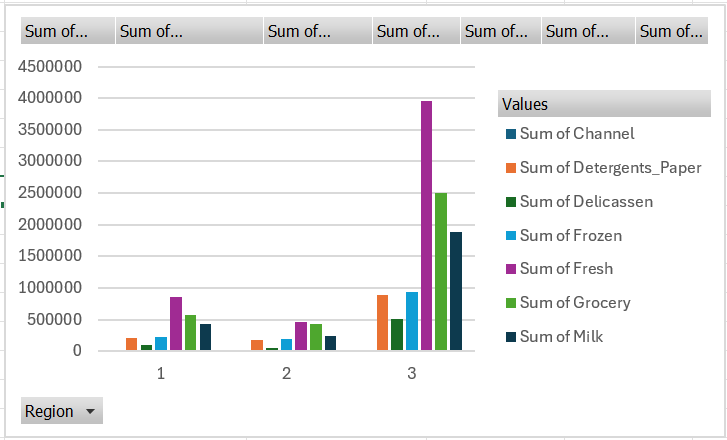 Sum of... Sum of... Sum of... Sum of... Sum of... Sum of... Sum of...
4500000
4000000
3500000
3000000
2500000
2000000
1500000
1000000
500000
0
1 2 3
Values
Sum of Channel
Sum of Detergents_Paper
Sum of Delicassen
Sum of Frozen
Sum of Fresh
Sum of Grocery
Sum of Milk
Region